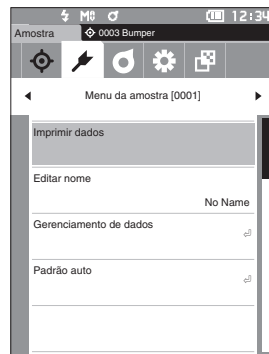 M 12:34
Amostra 0003 Bumper
Menu da amostra [0001]
Imprimir dados
Editar nome
No Name
Gerenciamento de dados
Padrão auto